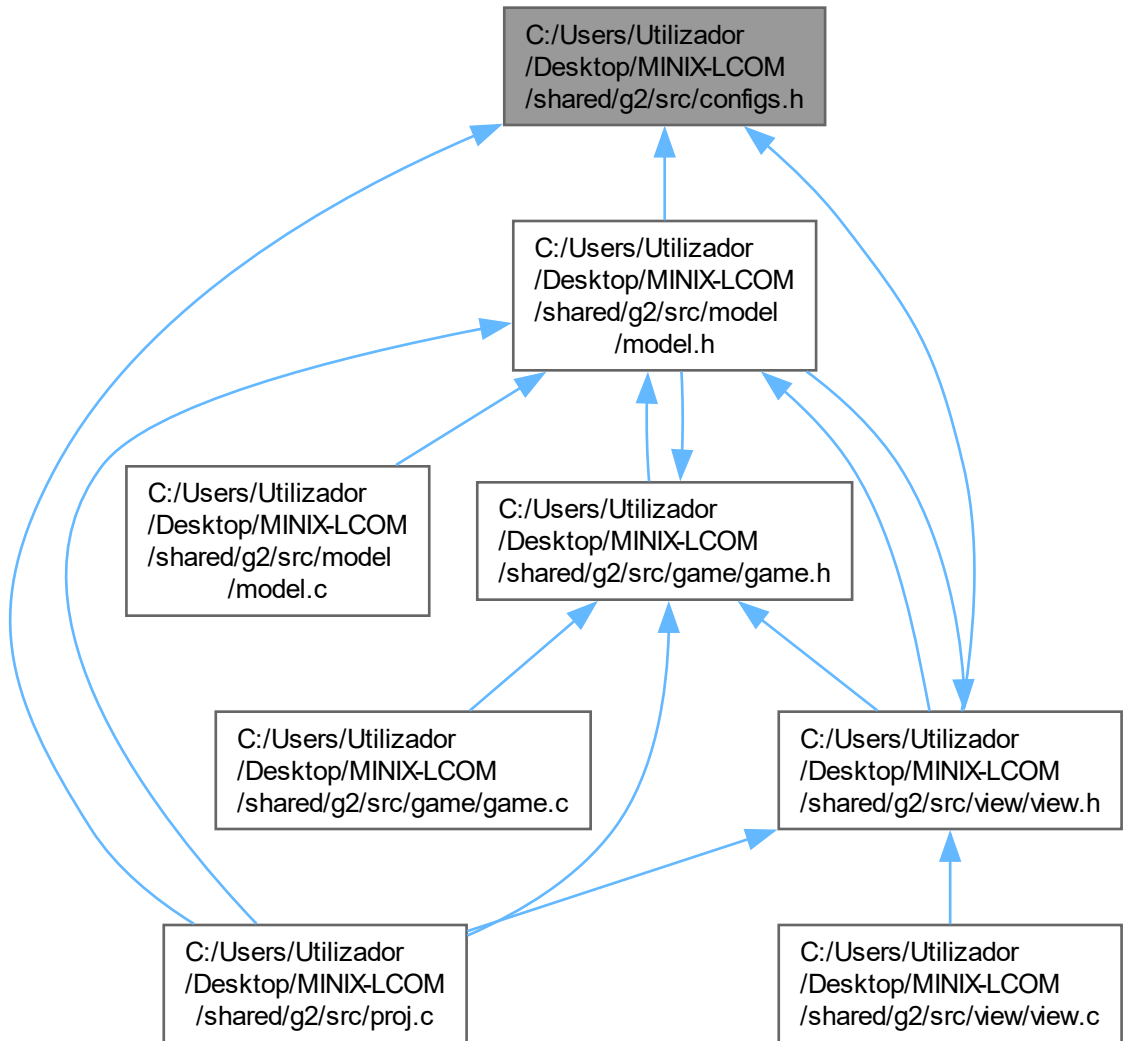 C:/Users/Utilizador
/Desktop/MINIX-LCOM
/shared/g2/src/configs.h
C:/Users/Utilizador
/Desktop/MINIX-LCOM
/shared/g2/src/model
/model.h
C:/Users/Utilizador
/Desktop/MINIX-LCOM
/shared/g2/src/model
/model.c
C:/Users/Utilizador
/Desktop/MINIX-LCOM
/shared/g2/src/game/game.h
C:/Users/Utilizador
/Desktop/MINIX-LCOM
/shared/g2/src/game/game.c
C:/Users/Utilizador
/Desktop/MINIX-LCOM
/shared/g2/src/view/view.h
C:/Users/Utilizador
/Desktop/MINIX-LCOM
/shared/g2/src/proj.c
C:/Users/Utilizador
/Desktop/MINIX-LCOM
/shared/g2/src/view/view.c